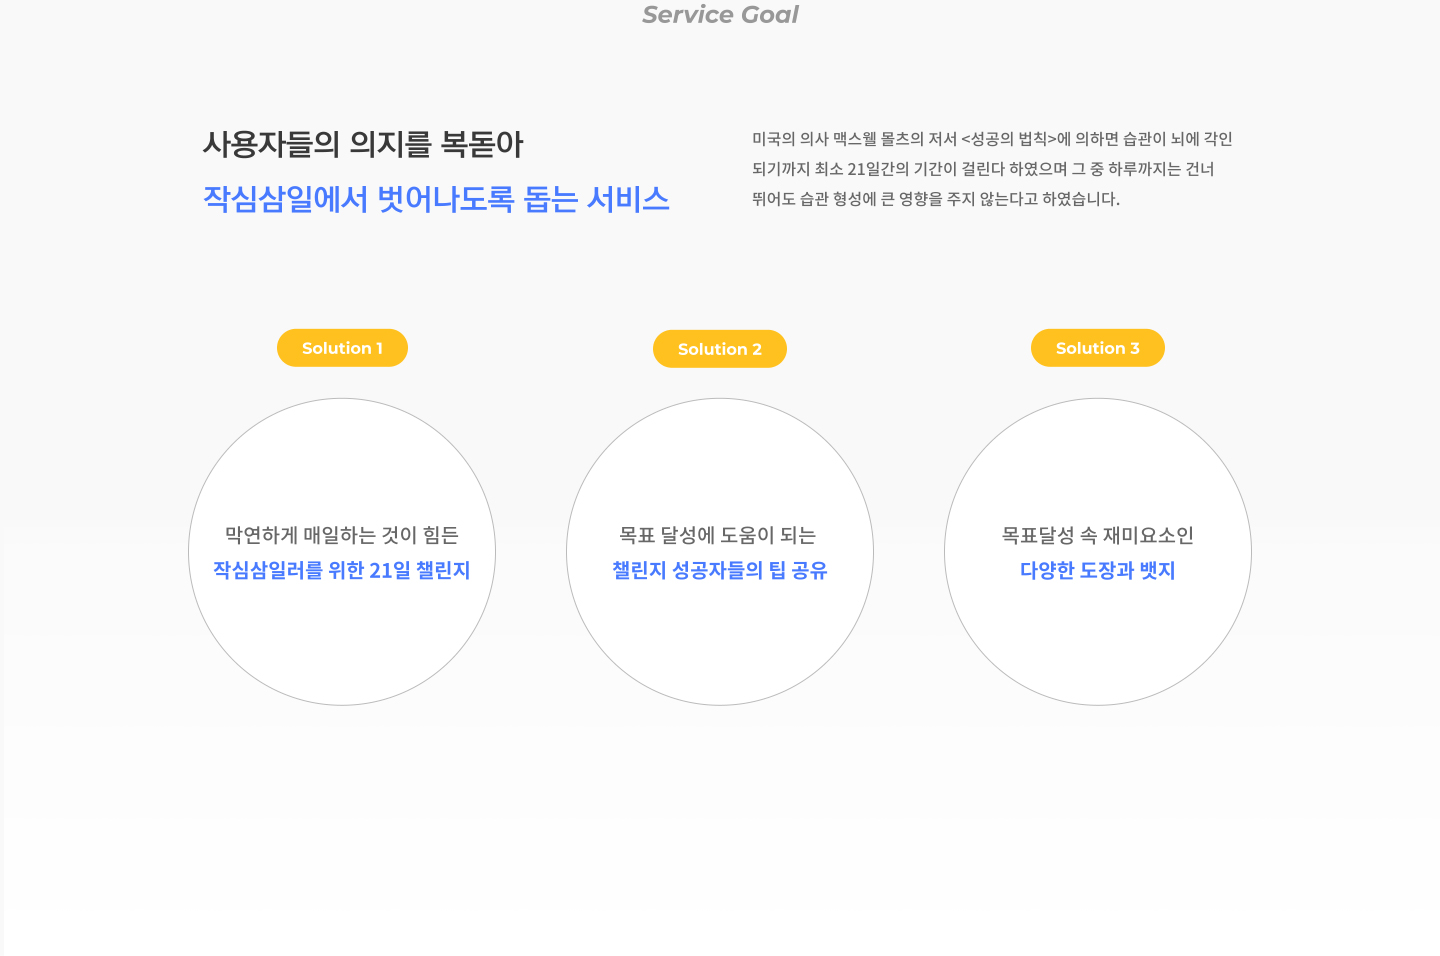 Service Goal
사용자들의 의지를 복돋아
작심삼일에서 벗어나도록 돕는 서비스
미국의 의사 맥스웰 몰츠의 저서 <성공의 법칙>에 의하면 습관이 뇌에 각인
되기까지 최소 21일간의 기간이 걸린다 하였으며 그 중 하루까지는 건너
뛰어도 습관 형성에 큰 영향을 주지 않는다고 하였습니다.
Solution 1
막연하게 매일하는 것이 힘든
작심삼일러를 위한 21일 챌린지
Solution 2
목표 달성에 도움이 되는
챌린지 성공자들의 팁 공유
Solution 3
목표달성 속 재미요소인
다양한 도장과 뱃지